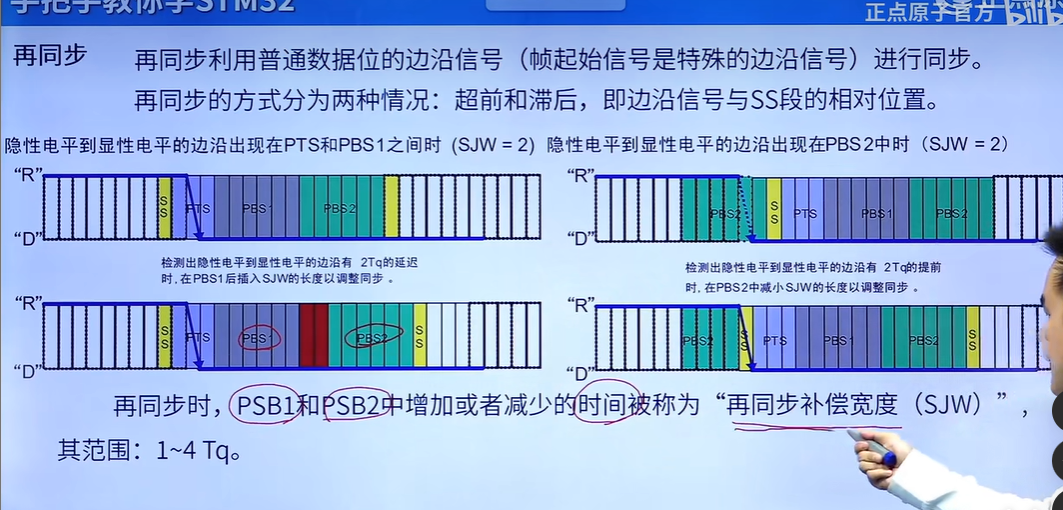 手把手教你学STM32
正点原子官方 bilibili
再同步
再同步利用普通数据位的边沿信号（帧起始信号是特殊的边沿信号）进行同步。
再同步的方式分为两种情况：超前和滞后，即边沿信号与SS段的相对位置。
隐性电平到显性电平的边沿出现在PTS和PBS1之间时 (SJW = 2)
“R”
SS PTS PBS1 PBS2
“D”
检测出隐性电平到显性电平的边沿有 2Tq的延迟
时,在PBS1后插入SJW的长度以调整同步 。
“R”
SS PTS PBS1 PBS2 SS
“D”
隐性电平到显性电平的边沿出现在PBS2中时（SJW = 2）
“R”
PBS2 SS PTS PBS1 PBS2
“D”
检测出隐性电平到显性电平的边沿有 2Tq的提前
时, 在PBS2中减小SJW的长度以调整同步 。
“R”
PBS2 SS PTS PBS1 PBS2 SS
“D”
再同步时，PSB1和PSB2中增加或者减少的时间被称为“再同步补偿宽度（SJW）”，
其范围：1~4 Tq。